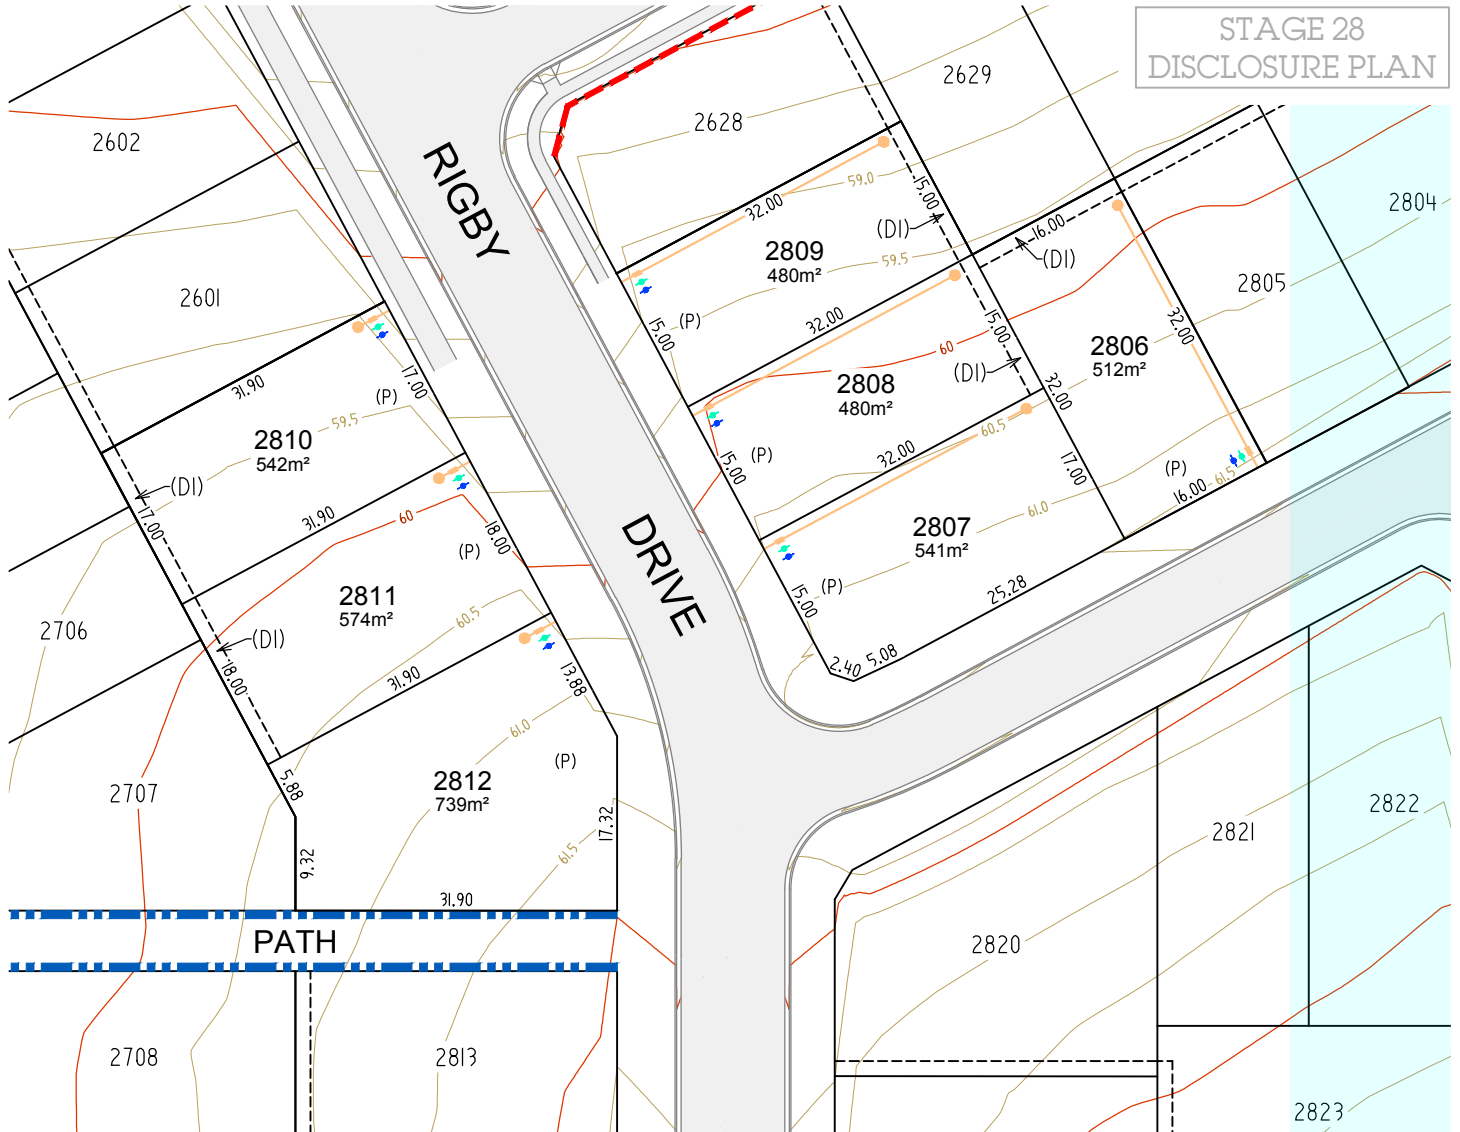 STAGE 28
DISCLOSURE PLAN
2602
2628
2629
2804
2601
2805
RIGBY
DRIVE
59.0
32.00
15.00
(DI)
2809
480m²
59.5
16.00
(DI)
15.00
(P)
32.00
15.00
60
(DI)
2808
480m²
2806
512m²
32.00
32.00
17.00
31.90
17.00
(P)
59.5
2810
542m²
(DI)
17.00
15.00
(P)
32.00
60.5
17.00
(P)
16.00
61.5
31.90
60
18.00
(P)
2807
541m²
61.0
2811
574m²
60.5
15.00
(P)
25.28
2706
(DI)
18.00
31.90
13.88
2.40
5.08
61.0
(P)
5.88
2812
739m²
2707
17.32
61.5
9.32
31.90
2822
2821
PATH
2820
2708
2813
2823